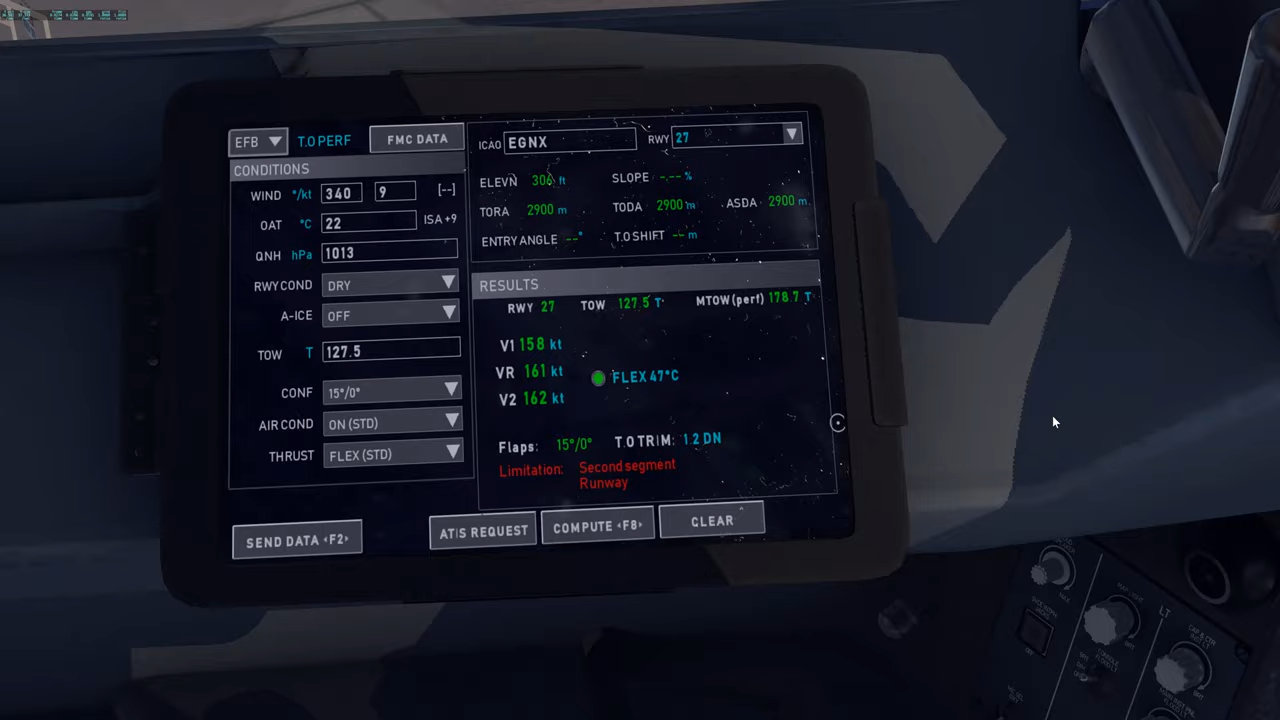 EFB T.O PERF FMC DATA
CONDITIONS
WIND °/kt 340 9 [--]
OAT °C 22 ISA +9
QNH hPa 1013
RWY COND DRY
A-ICE OFF
TOW T 127.5
CONF 15°/0°
AIR COND ON (STD)
THRUST FLEX (STD)
ICAO EGNX RWY 27
ELEVN 306 ft SLOPE -.-- %
TORA 2900 m TODA 2900 m ASDA 2900 m
ENTRY ANGLE --° T.O SHIFT -- m
RESULTS
RWY 27 TOW 127.5 T MTOW(perf) 178.7 T
V1 158 kt
VR 161 kt
V2 162 kt
FLEX 47°C
Flaps: 15°/0° T.O TRIM: 1.2 DN
Limitation: Second segment
Runway
SEND DATA <F2> ATIS REQUEST COMPUTE <F8> CLEAR
LT